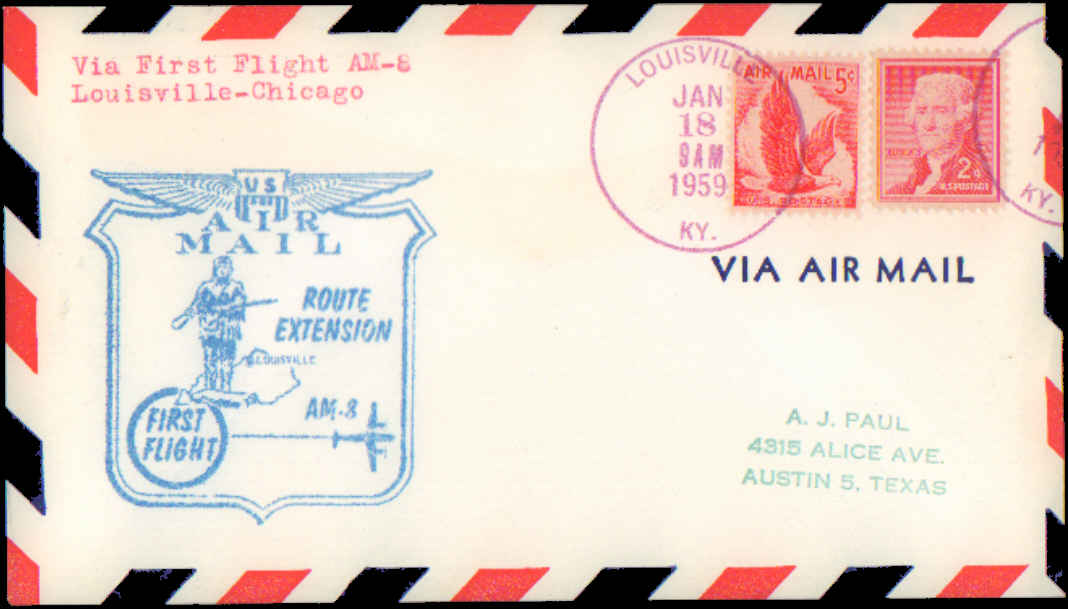 Via First Flight AM-8
Louisville-Chicago
LOUISVILLE
JAN
18
9AM
1959
KY.
AIR MAIL 5¢
U.S. POSTAGE
2¢
U.S. POSTAGE
KY.
VIA AIR MAIL
US
AIR
MAIL
ROUTE
EXTENSION
LOUISVILLE
AM-8
FIRST
FLIGHT
A. J. PAUL
4315 ALICE AVE.
AUSTIN 5, TEXAS